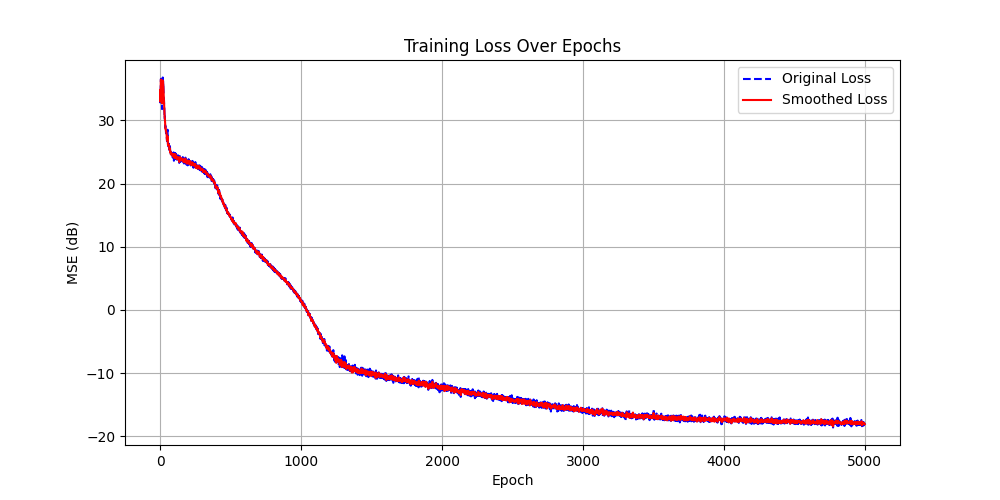 Training Loss Over Epochs
Original Loss
Smoothed Loss
MSE (dB)
30
20
10
0
−10
−20
0
1000
2000
3000
4000
5000
Epoch